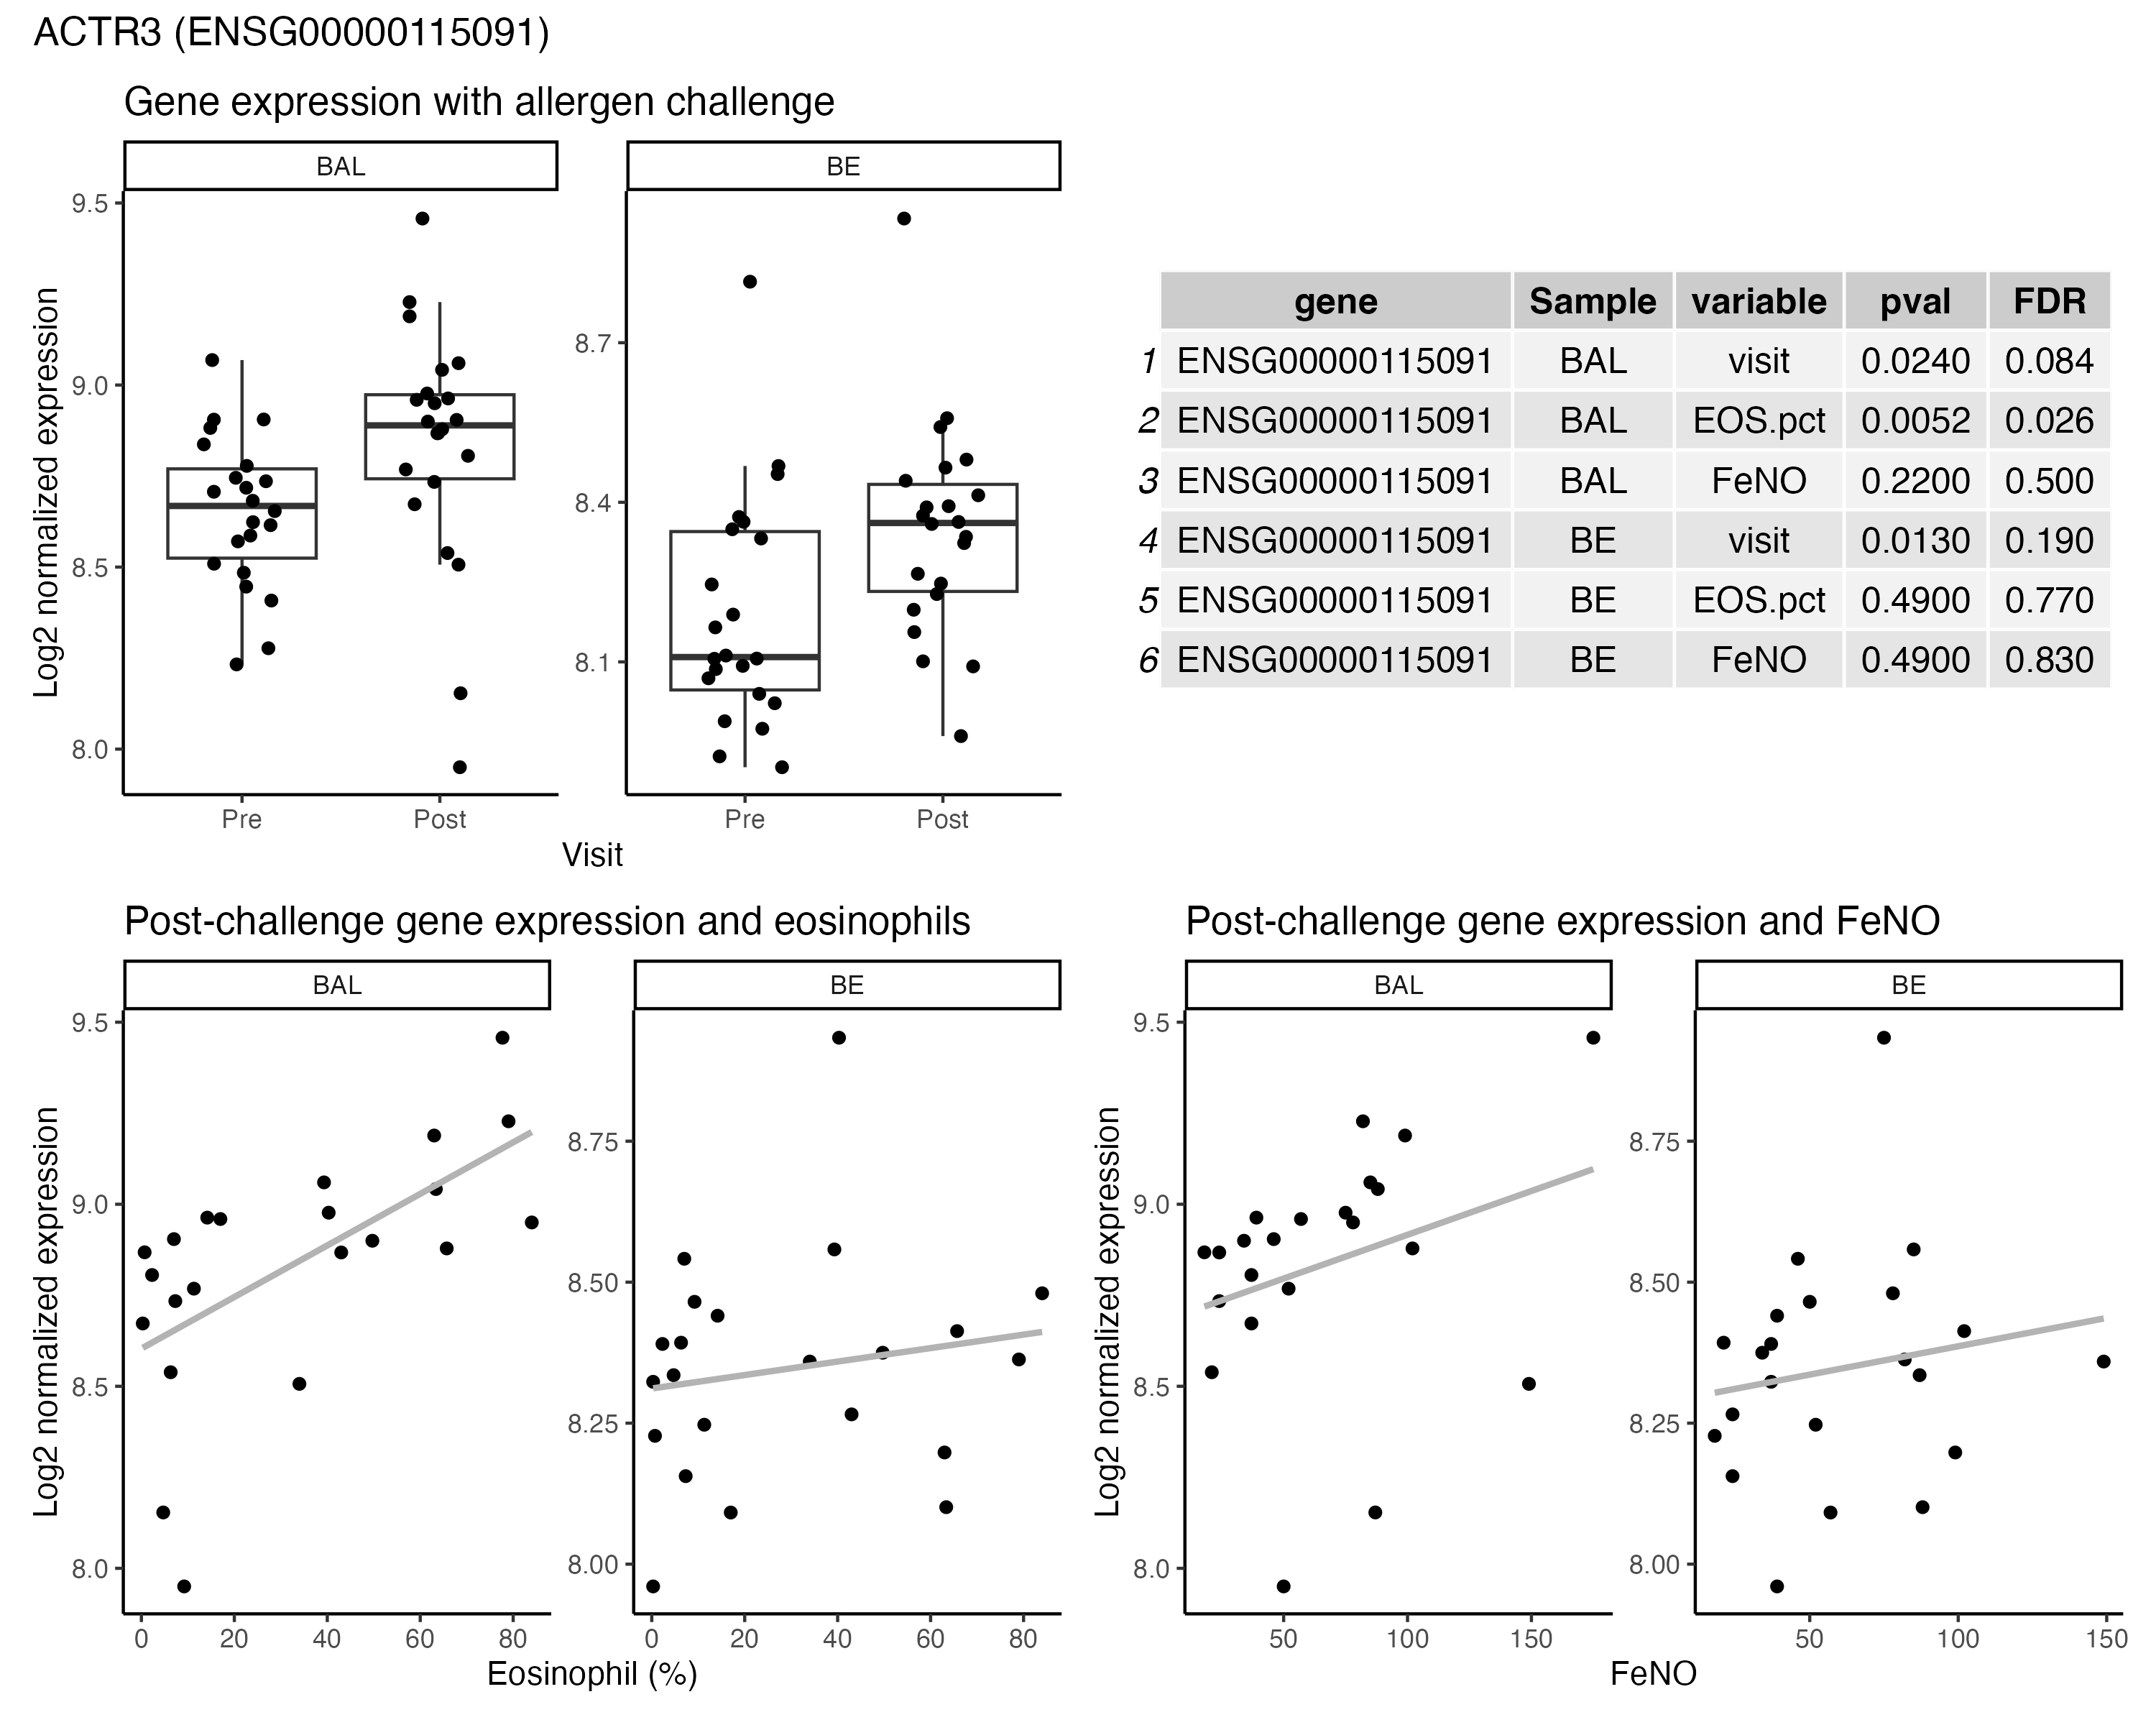 ACTR3 (ENSG00000115091)
Gene expression with allergen challenge
BAL
BE
Log2 normalized expression
9.5
9.0
8.5
8.0
8.7
8.4
8.1
Pre
Post
Pre
Post
Visit
gene Sample variable pval FDR
1 ENSG00000115091 BAL visit 0.0240 0.084
2 ENSG00000115091 BAL EOS.pct 0.0052 0.026
3 ENSG00000115091 BAL FeNO 0.2200 0.500
4 ENSG00000115091 BE visit 0.0130 0.190
5 ENSG00000115091 BE EOS.pct 0.4900 0.770
6 ENSG00000115091 BE FeNO 0.4900 0.830
Post-challenge gene expression and eosinophils
BAL
BE
Log2 normalized expression
9.5
9.0
8.5
8.0
8.75
8.50
8.25
8.00
0 20 40 60 80
0 20 40 60 80
Eosinophil (%)
Post-challenge gene expression and FeNO
BAL
BE
Log2 normalized expression
9.5
9.0
8.5
8.0
8.75
8.50
8.25
8.00
50 100 150
50 100 150
FeNO